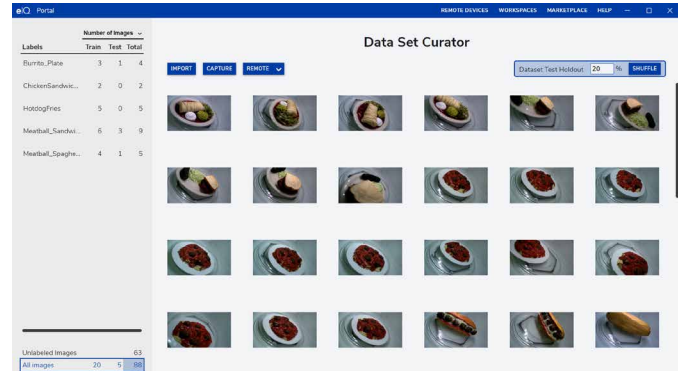 eIQ Portal
REMOTE DEVICES WORKSPACES MARKETPLACE HELP
Number of Images
Labels Train Test Total
Burrito_Plate 3 1 4
ChickenSandwic... 2 0 2
HotdogFries 5 0 5
Meatball_Sandwi... 6 3 9
Meatball_Spaghe... 4 1 5
Unlabeled Images 63
All images 20 5 88
Data Set Curator
IMPORT CAPTURE REMOTE
Dataset Test Holdout 20 % SHUFFLE